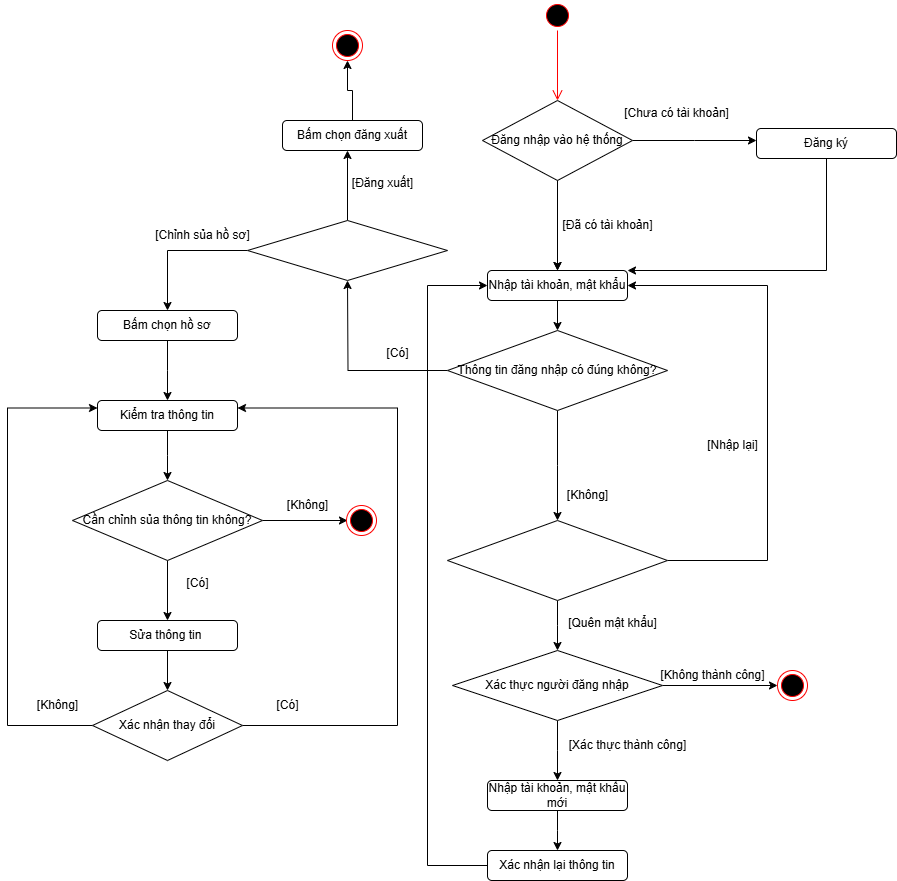 [Chưa có tài khoản]
Bấm chọn đăng xuất
Đăng nhập vào hệ thống
Đăng ký
[Đăng xuất]
[Đã có tài khoản]
[Chỉnh sủa hồ sơ]
Nhập tài khoản, mật khẩu
Bấm chọn hồ sơ
[Có]
Thông tin đăng nhập có đúng không?
Kiểm tra thông tin
[Nhập lại]
[Không]
[Không]
Cần chỉnh sủa thông tin không?
[Có]
[Quên mật khẩu]
Sửa thông tin
[Không thành công]
Xác thực người đăng nhập
[Không]
[Có]
Xác nhận thay đổi
[Xác thực thành công]
Nhập tài khoản, mật khẩu
mới
Xác nhận lại thông tin